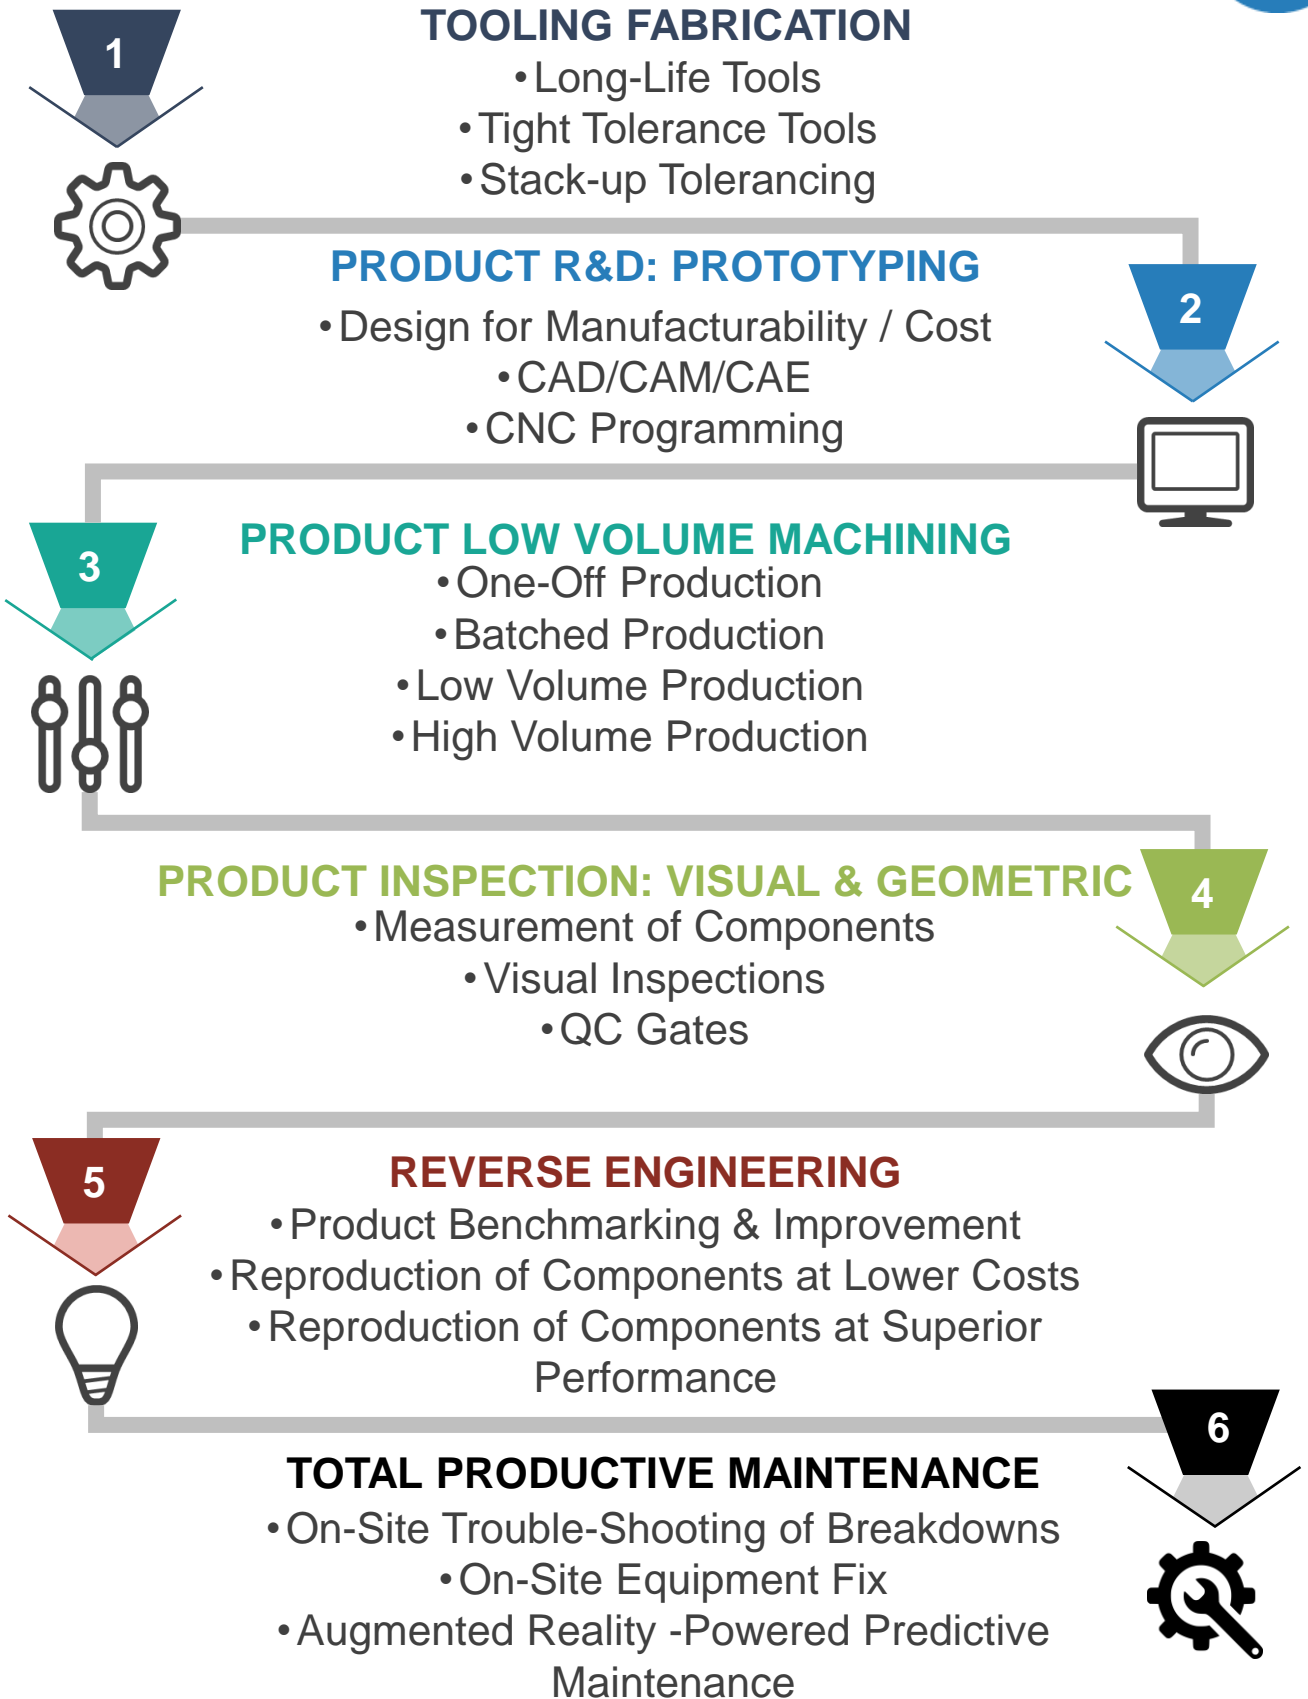 1
TOOLING FABRICATION
•Long-Life Tools
•Tight Tolerance Tools
•Stack-up Tolerancing
PRODUCT R&D: PROTOTYPING
2
•Design for Manufacturability / Cost
•CAD/CAM/CAE
•CNC Programming
3
PRODUCT LOW VOLUME MACHINING
•One-Off Production
•Batched Production
•Low Volume Production
•High Volume Production
PRODUCT INSPECTION: VISUAL & GEOMETRIC
4
•Measurement of Components
•Visual Inspections
•QC Gates
5
REVERSE ENGINEERING
•Product Benchmarking & Improvement
•Reproduction of Components at Lower Costs
•Reproduction of Components at Superior
Performance
6
TOTAL PRODUCTIVE MAINTENANCE
•On-Site Trouble-Shooting of Breakdowns
•On-Site Equipment Fix
•Augmented Reality -Powered Predictive
Maintenance